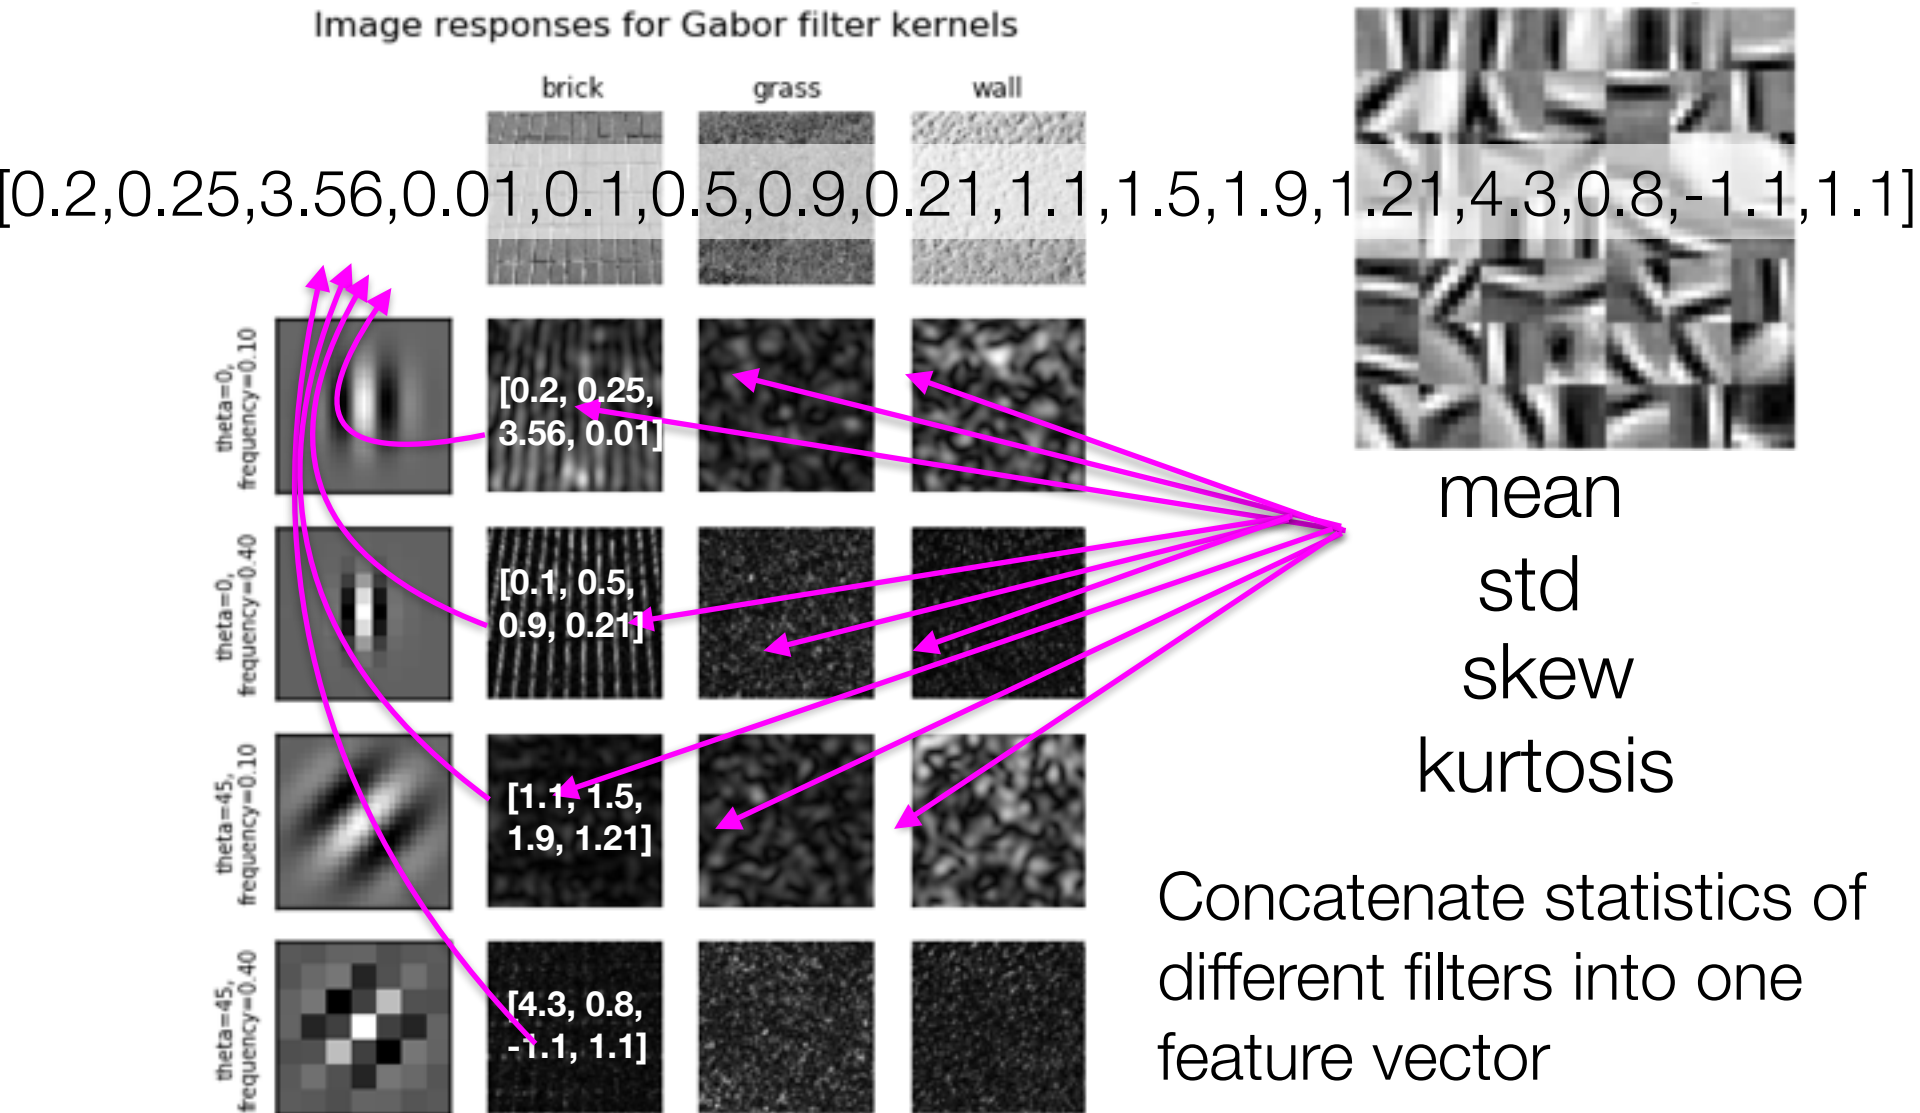 Image responses for Gabor filter kernels
brick
grass
wall
[0.2,0.25,3.56,0.01,0.1,0.5,0.9,0.21,1.1,1.5,1.9,1.21,4.3,0.8,-1.1,1.1]
theta=0,
frequency=0.10
[0.2, 0.25,
3.56, 0.01]
theta=0,
frequency=0.40
[0.1, 0.5,
0.9, 0.21]
theta=45,
frequency=0.10
[1.1, 1.5,
1.9, 1.21]
theta=45,
frequency=0.40
[4.3, 0.8,
-1.1, 1.1]
mean
std
skew
kurtosis
Concatenate statistics of
different filters into one
feature vector